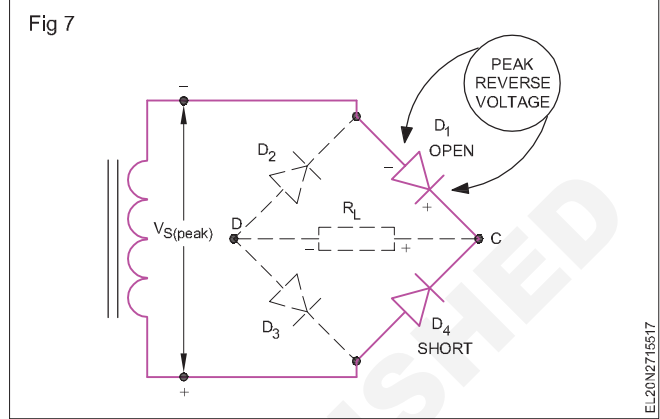 Fig 7
PEAK
REVERSE
VOLTAGE
−
D1
OPEN
−
+
D2
VS(peak)
D
RL
−
+
C
D3
D4
SHORT
+
SHED
EL20N2715517